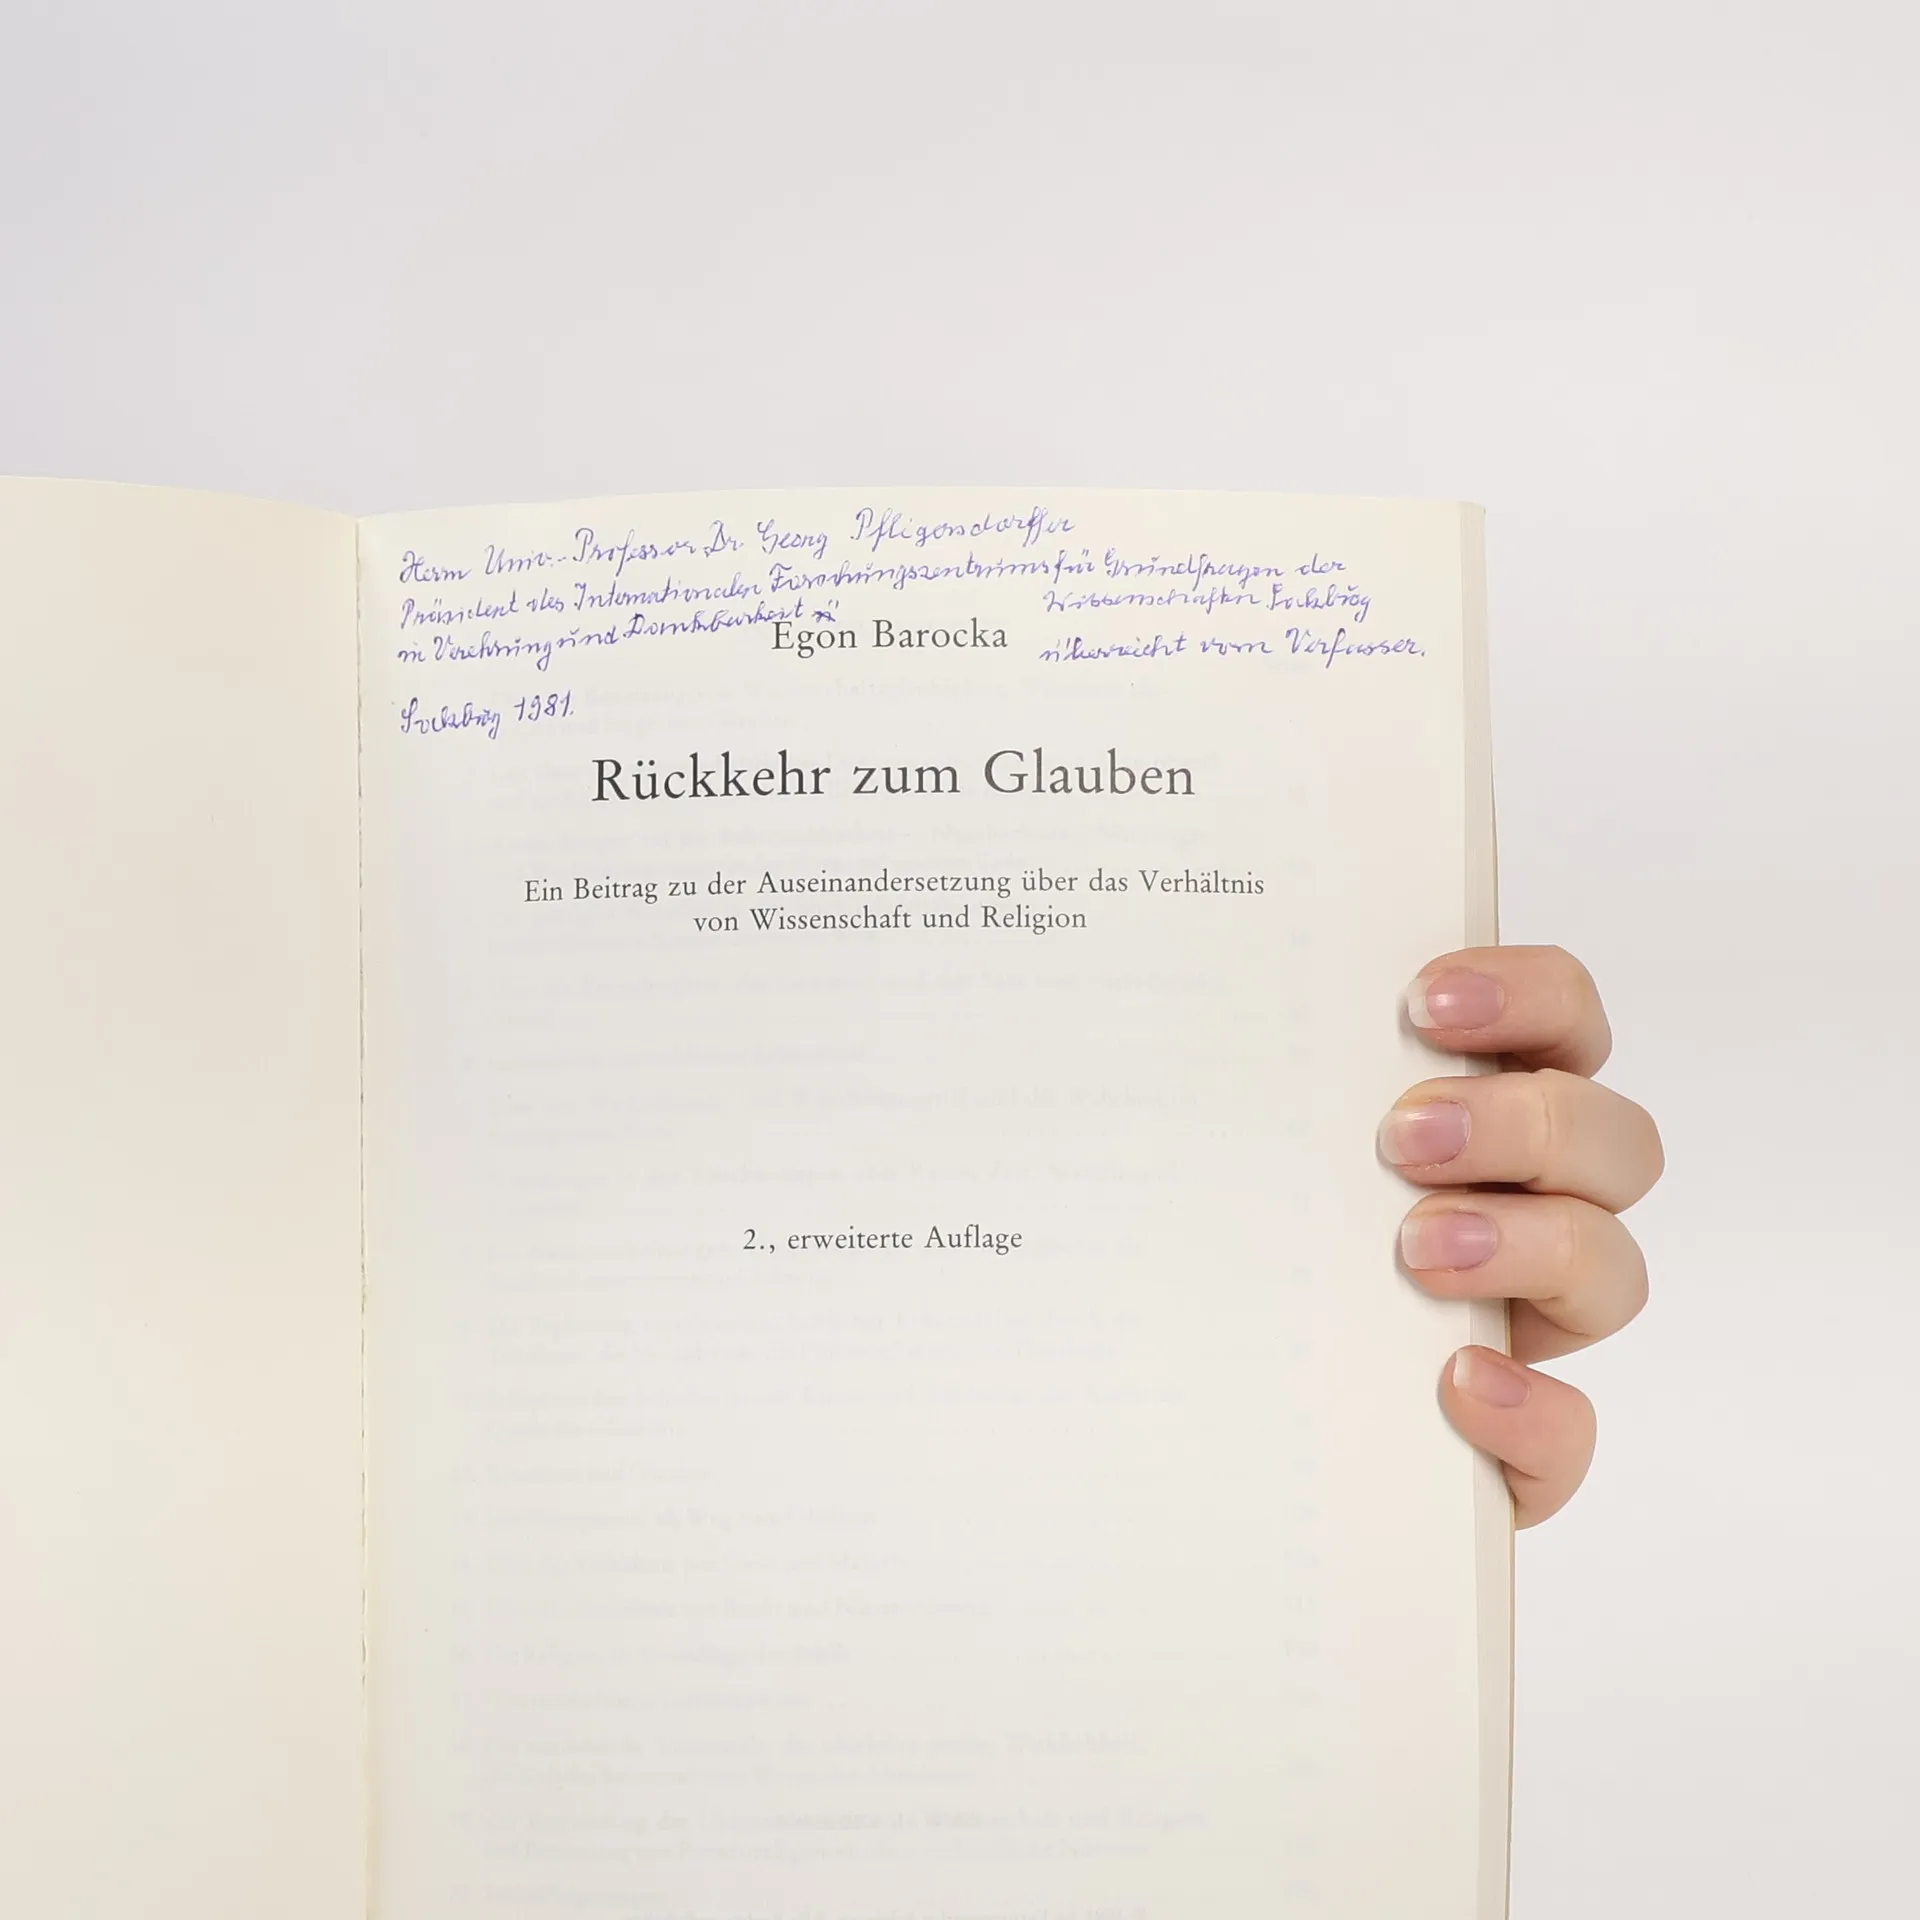 Herrn Univ.-Professor Dr. Georg Pfligersdorffer
Präsident des Internationalen Forschungszentrums für Grundfragen der
Wissenschaften Salzburg
in Verehrung und Dankbarkeit
überreicht vom Verfasser.
Egon Barocka
Salzburg 1981.
Rückkehr zum Glauben
Ein Beitrag zu der Auseinandersetzung über das Verhältnis
von Wissenschaft und Religion
2., erweiterte Auflage